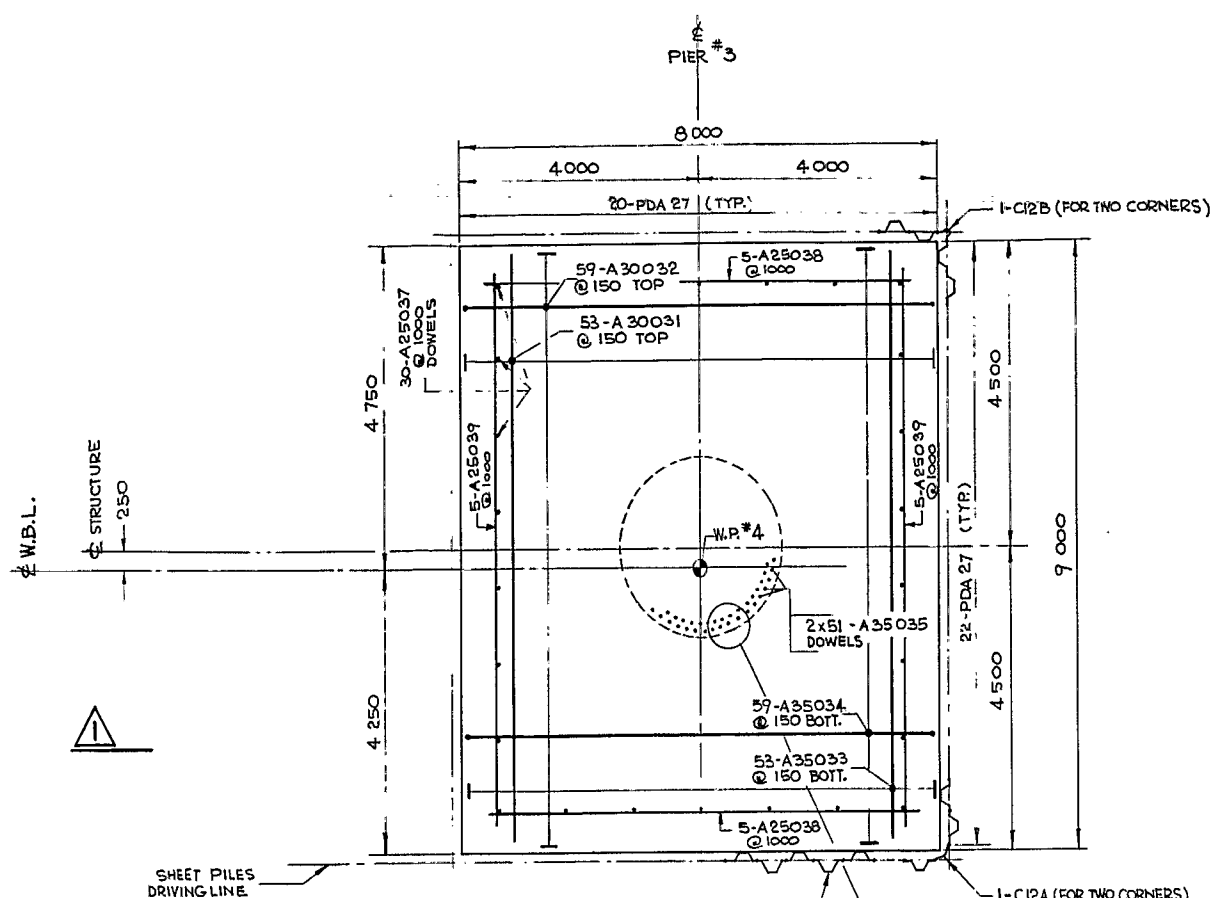 ℄
PIER #3
8 000
4 000
4 000
20-PDA 27 (TYP.)
1-C12B (FOR TWO CORNERS)
59-A30032
@ 150 TOP
5-A25038
@ 1000
53-A30031
@ 150 TOP
30-A25037
@ 1000
DOWELS
4 750
4 500
5-A25039
@ 1000
5-A25039
@ 1000
℄ W.B.L.
℄ STRUCTURE
250
W.P. #4
22-PDA 27 (TYP.)
9 000
2x51-A35035
DOWELS
4 500
4 250
59-A35034
@ 150 BOTT.
1
53-A35033
@ 150 BOTT.
5-A25038
@ 1000
SHEET PILES
DRIVING LINE
1-C12A (FOR TWO CORNERS)